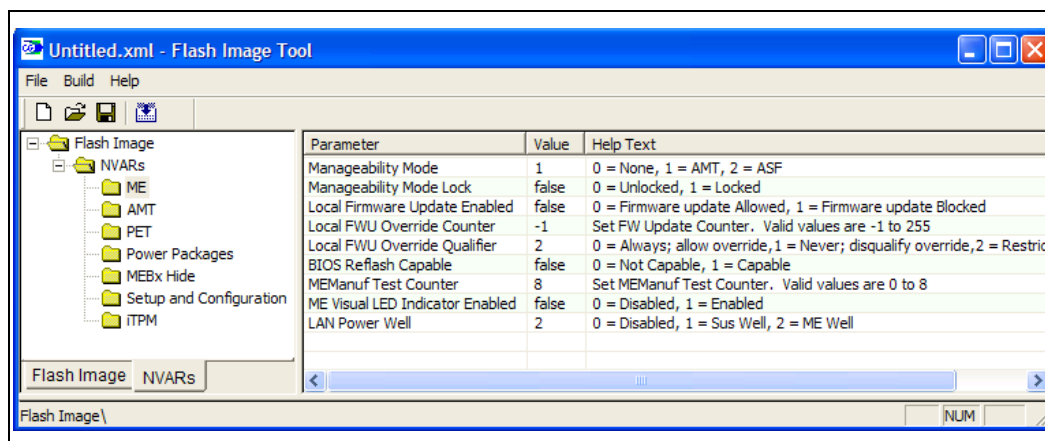 Untitled.xml - Flash Image Tool
File Build Help
Flash Image
NVARs
ME
AMT
PET
Power Packages
MEBx Hide
Setup and Configuration
iTPM
Flash Image NVARs
Parameter Value Help Text
Manageability Mode 1 0 = None, 1 = AMT, 2 = ASF
Manageability Mode Lock false 0 = Unlocked, 1 = Locked
Local Firmware Update Enabled false 0 = Firmware update Allowed, 1 = Firmware update Blocked
Local FWU Override Counter -1 Set FW Update Counter. Valid values are -1 to 255
Local FWU Override Qualifier 2 0 = Always; allow override,1 = Never; disqualify override,2 = Restric
BIOS Reflash Capable false 0 = Not Capable, 1 = Capable
MEManuf Test Counter 8 Set MEManuf Test Counter. Valid values are 0 to 8
ME Visual LED Indicator Enabled false 0 = Disabled, 1 = Enabled
LAN Power Well 2 0 = Disabled, 1 = Sus Well, 2 = ME Well
Flash Image\ NUM